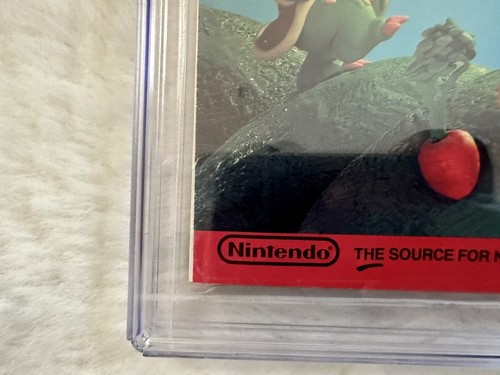 Nintendo®
THE SOURCE FOR